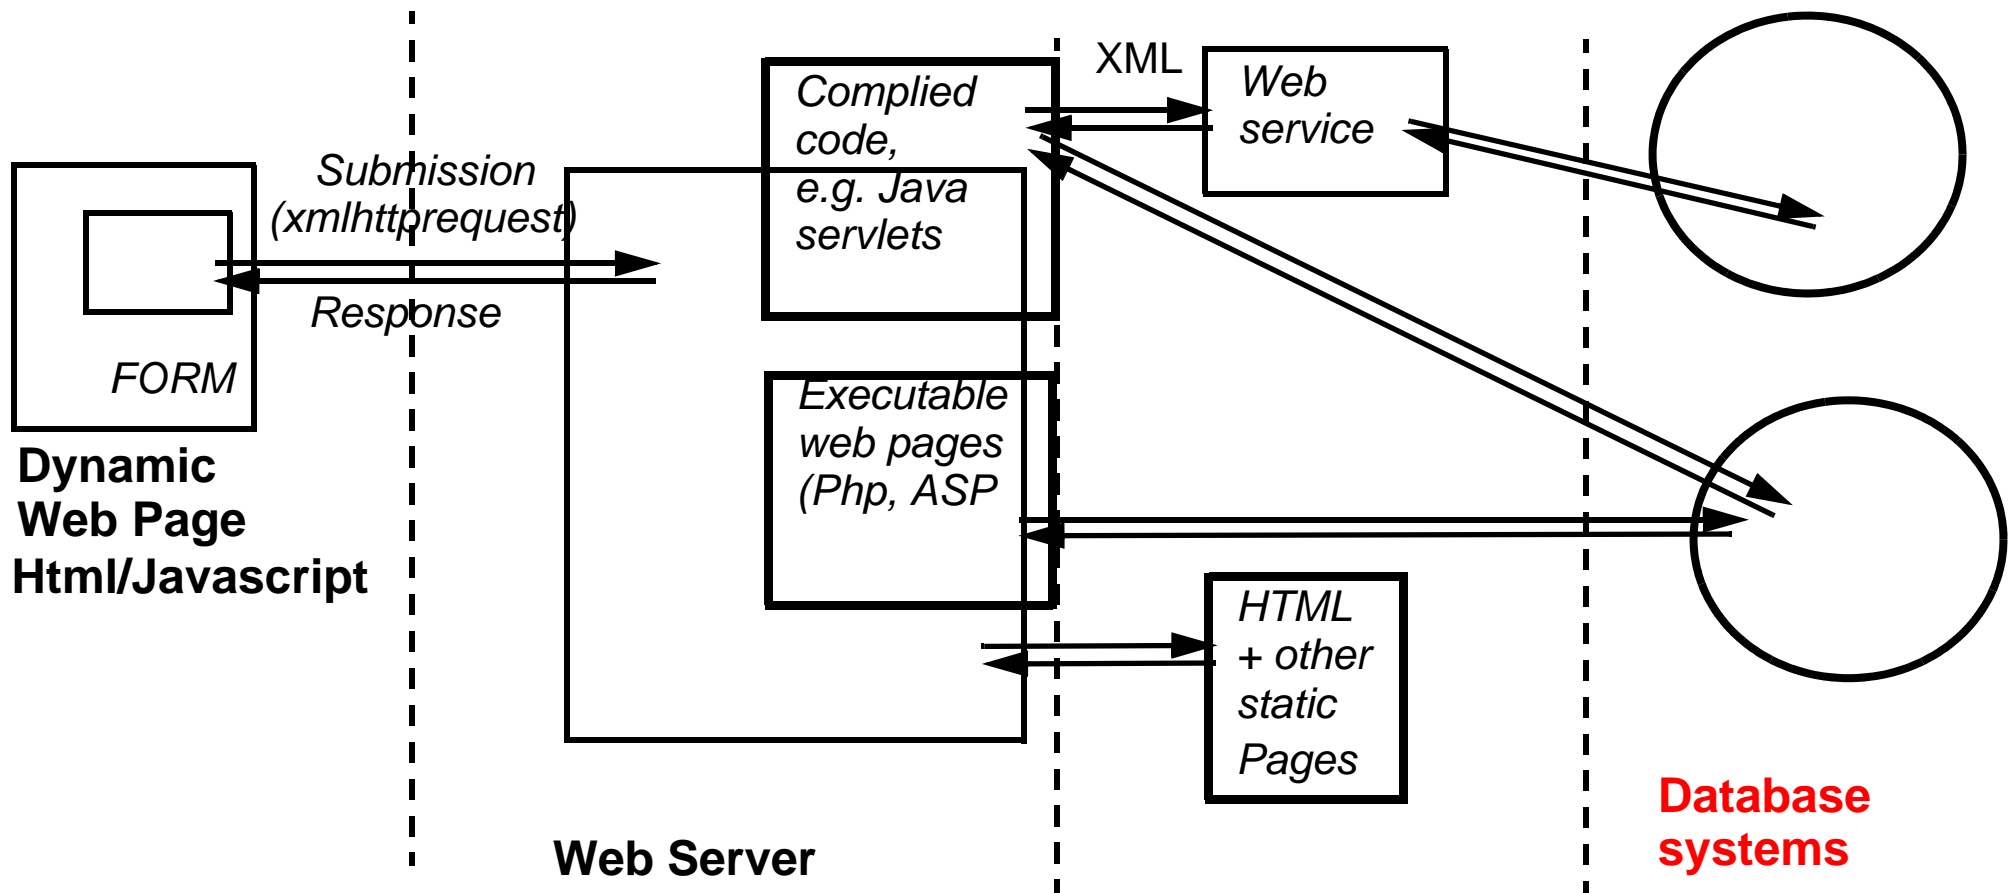 Submission
(xmlhttprequest)
Response
FORM
Dynamic
Web Page
Html/Javascript
Complied
code,
e.g. Java
servlets
Executable
web pages
(Php, ASP
Web Server
XML
Web
service
HTML
+ other
static
Pages
Database
systems